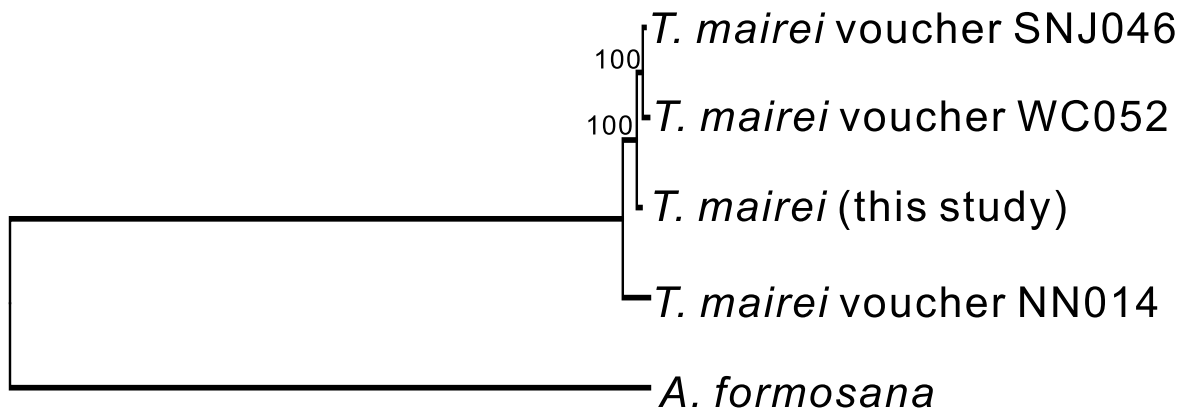 T. mairei voucher SNJ046
100
T. mairei voucher WC052
100
T. mairei (this study)
T. mairei voucher NN014
A. formosana